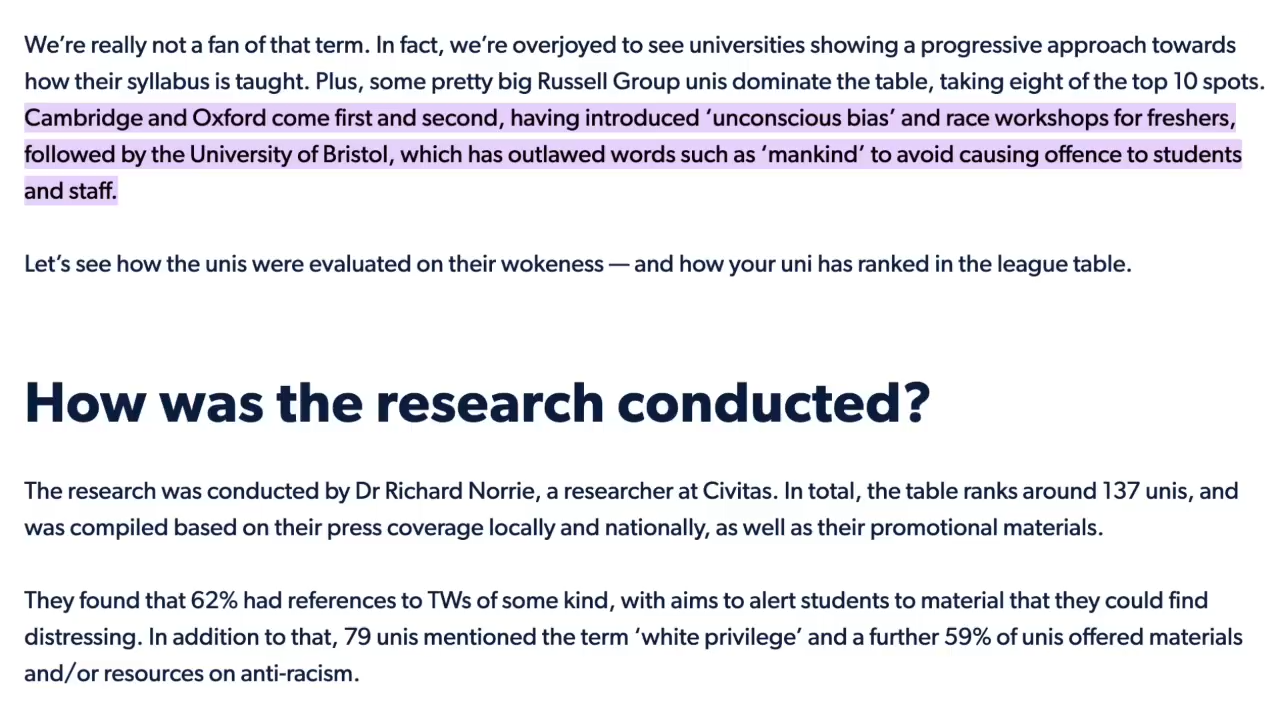 We’re really not a fan of that term. In fact, we’re overjoyed to see universities showing a progressive approach towards
how their syllabus is taught. Plus, some pretty big Russell Group unis dominate the table, taking eight of the top 10 spots.
Cambridge and Oxford come first and second, having introduced ‘unconscious bias’ and race workshops for freshers,
followed by the University of Bristol, which has outlawed words such as ‘mankind’ to avoid causing offence to students
and staff.
Let’s see how the unis were evaluated on their wokeness — and how your uni has ranked in the league table.
How was the research conducted?
The research was conducted by Dr Richard Norrie, a researcher at Civitas. In total, the table ranks around 137 unis, and
was compiled based on their press coverage locally and nationally, as well as their promotional materials.
They found that 62% had references to TWs of some kind, with aims to alert students to material that they could find
distressing. In addition to that, 79 unis mentioned the term ‘white privilege’ and a further 59% of unis offered materials
and/or resources on anti-racism.